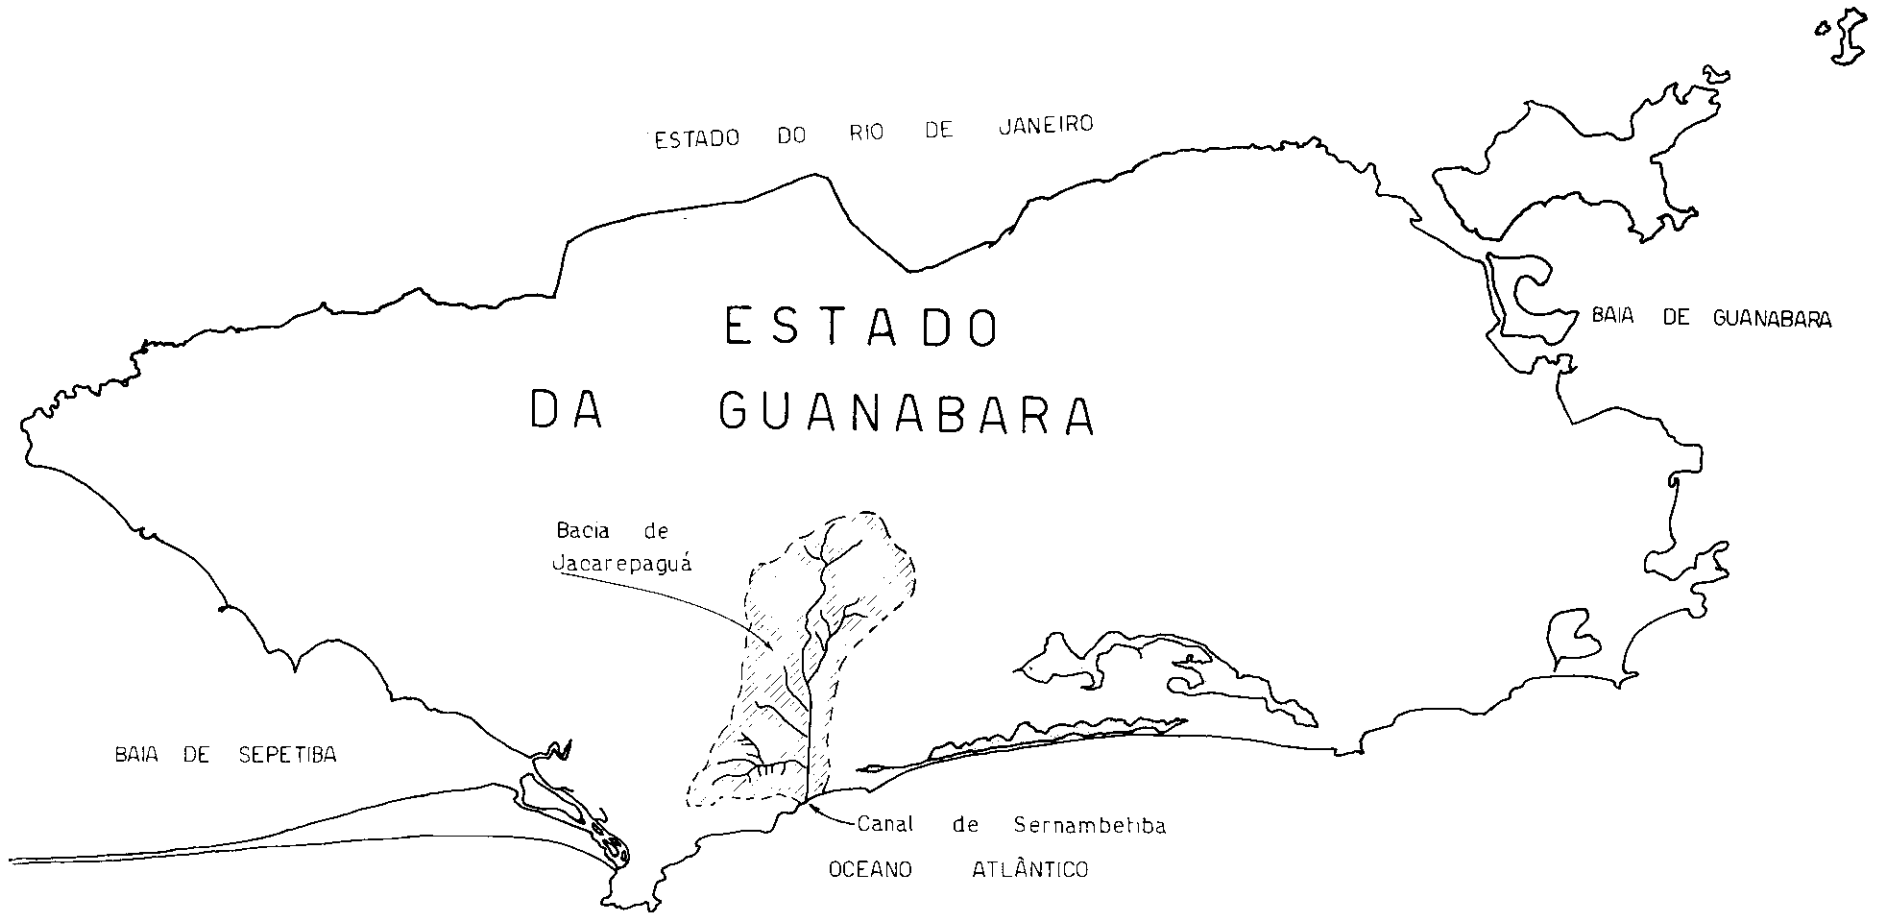 ESTADO DO RIO DE JANEIRO
ESTADO
DA GUANABARA
BAIA DE GUANABARA
Bacia de
Jacarepaguá
BAIA DE SEPETIBA
Canal de Sernambetiba
OCEANO ATLÂNTICO